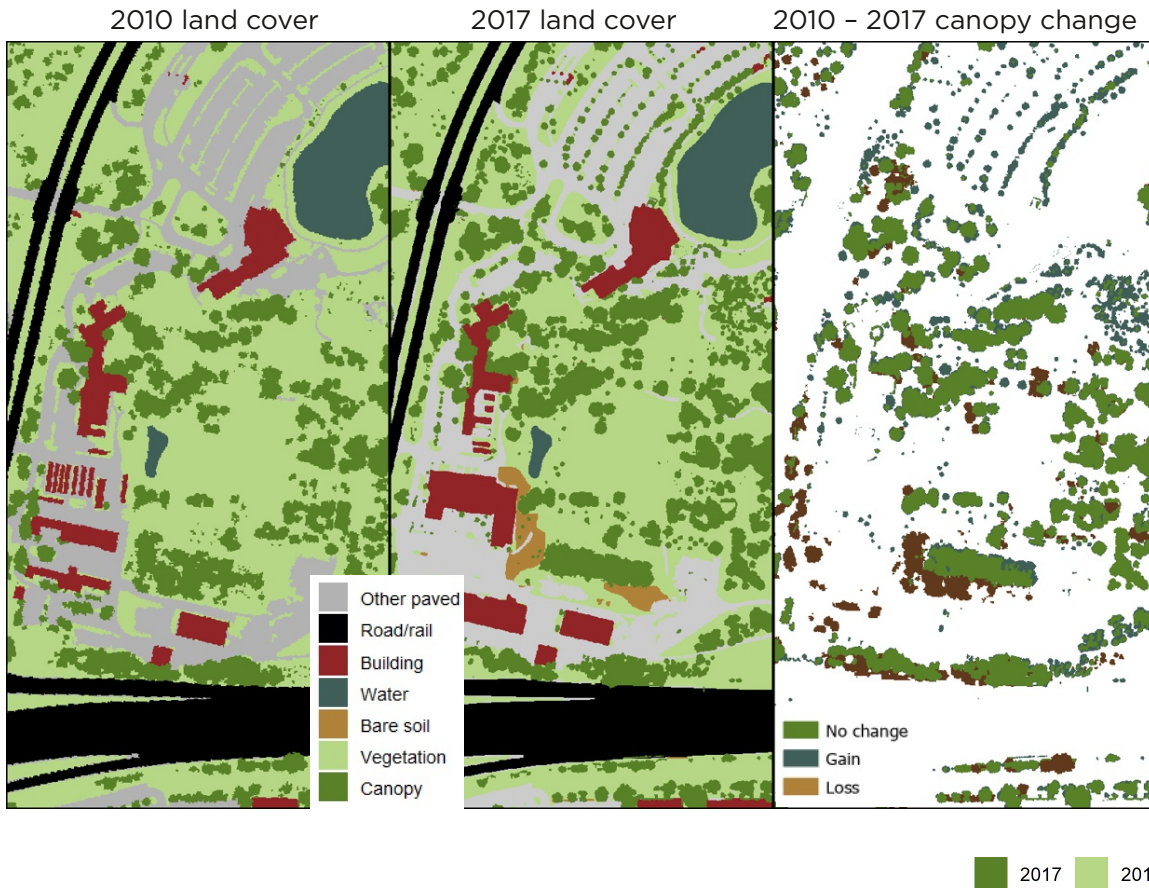 2010 land cover
2017 land cover
2010 – 2017 canopy change
Other paved
Road/rail
Building
Water
Bare soil
Vegetation
Canopy
No change
Gain
Loss
2017